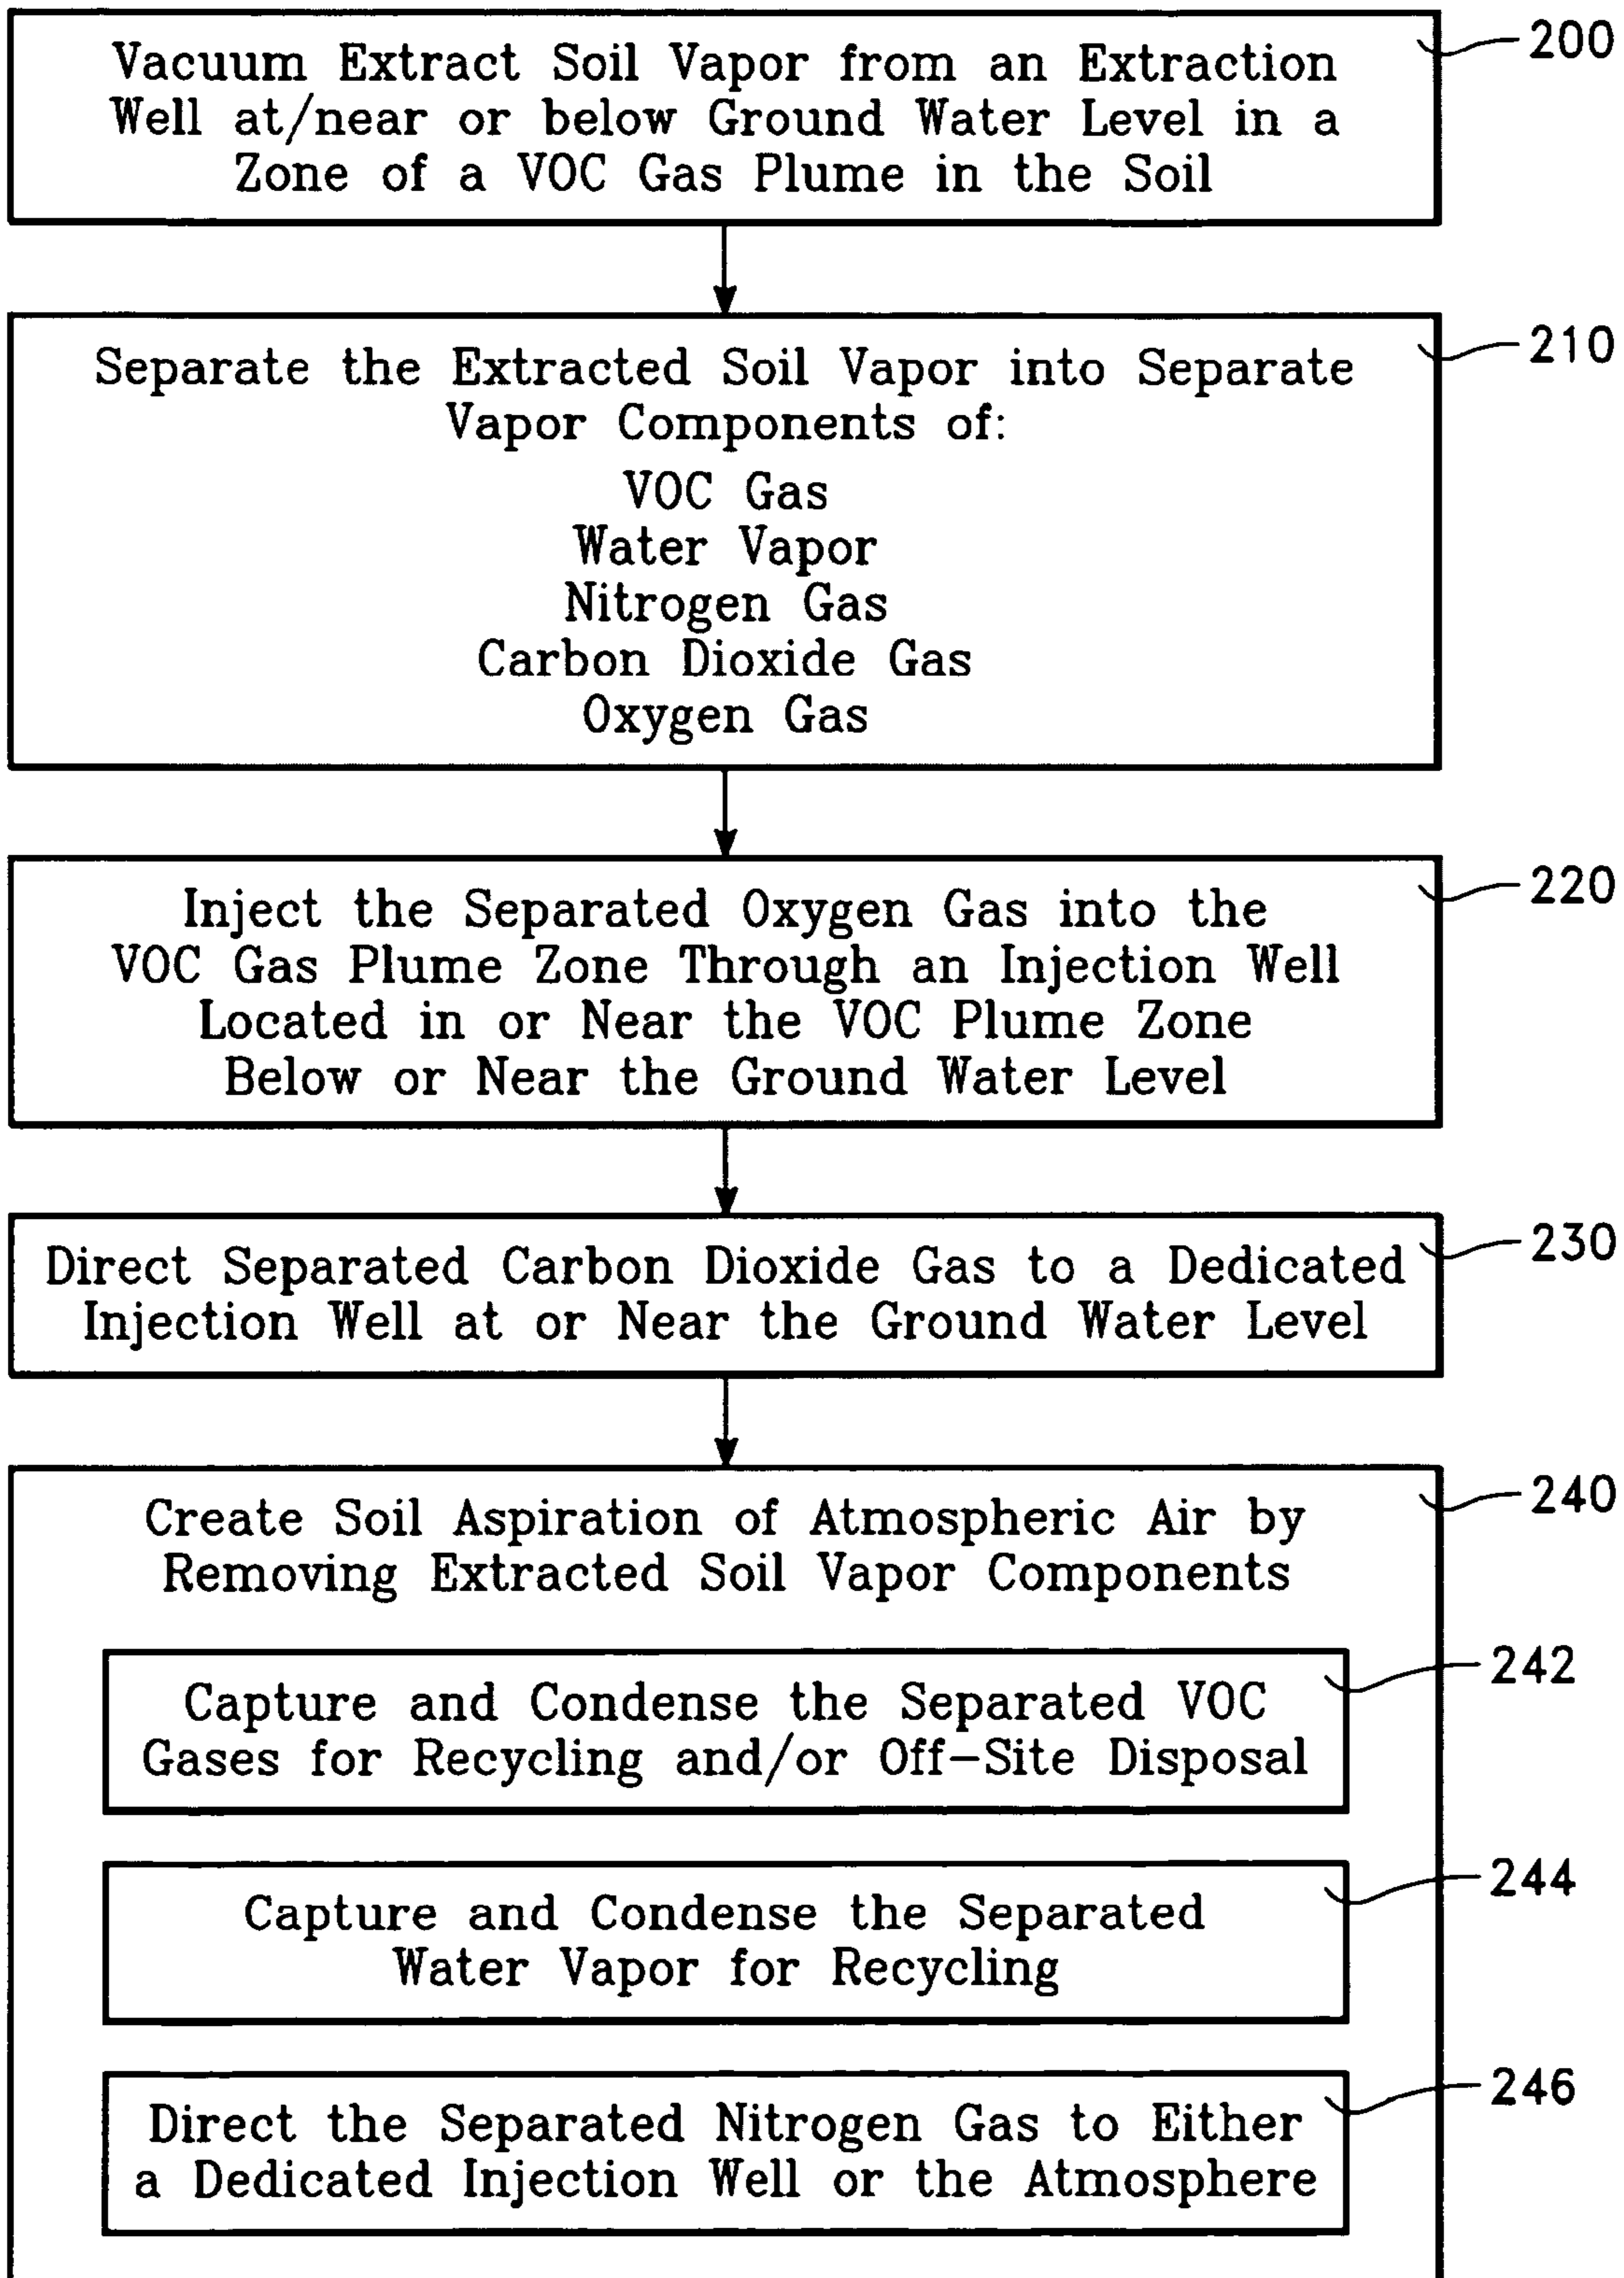 Vacuum Extract Soil Vapor from an Extraction
Well at/near or below Ground Water Level in a
Zone of a VOC Gas Plume in the Soil
200
Separate the Extracted Soil Vapor into Separate
Vapor Components of:
VOC Gas
Water Vapor
Nitrogen Gas
Carbon Dioxide Gas
Oxygen Gas
210
Inject the Separated Oxygen Gas into the
VOC Gas Plume Zone Through an Injection Well
Located in or Near the VOC Plume Zone
Below or Near the Ground Water Level
220
Direct Separated Carbon Dioxide Gas to a Dedicated
Injection Well at or Near the Ground Water Level
230
Create Soil Aspiration of Atmospheric Air by
Removing Extracted Soil Vapor Components
240
Capture and Condense the Separated VOC
Gases for Recycling and/or Off-Site Disposal
242
Capture and Condense the Separated
Water Vapor for Recycling
244
Direct the Separated Nitrogen Gas to Either
a Dedicated Injection Well or the Atmosphere
246